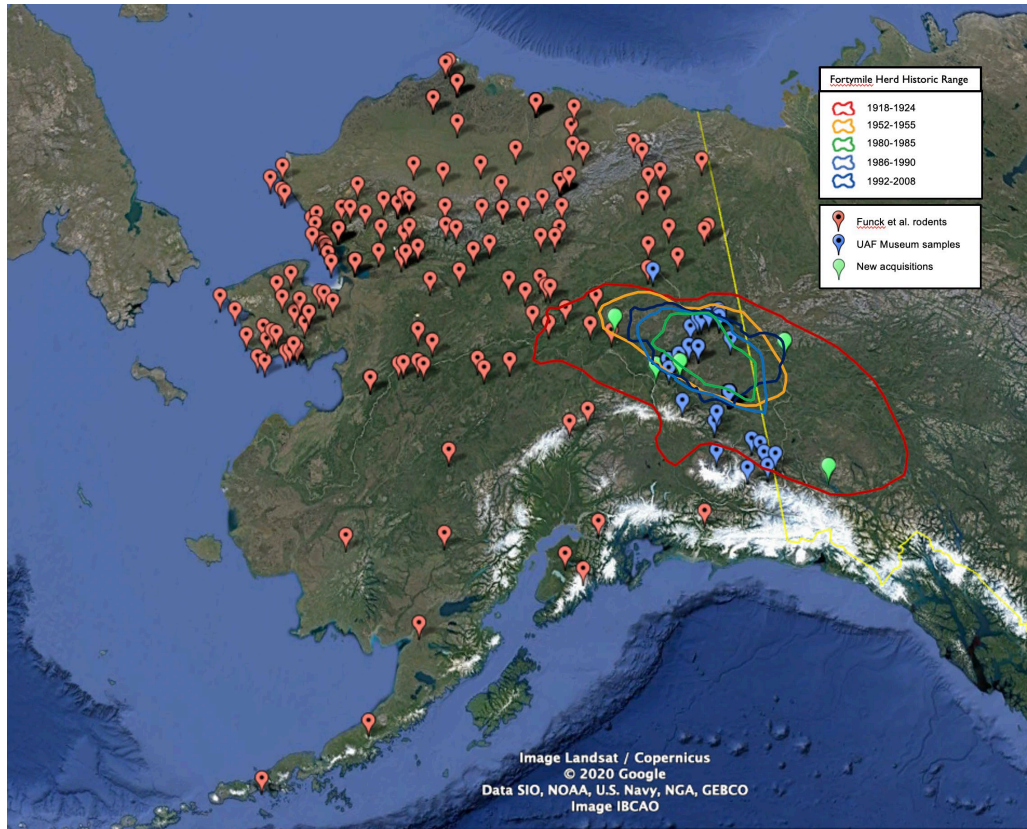 Fortymile Herd Historic Range
1918-1924
1952-1955
1980-1985
1986-1990
1992-2008
Funck et al. rodents
UAF Museum samples
New acquisitions
Image Landsat / Copernicus
© 2020 Google
Data SIO, NOAA, U.S. Navy, NGA, GEBCO
Image IBCAO